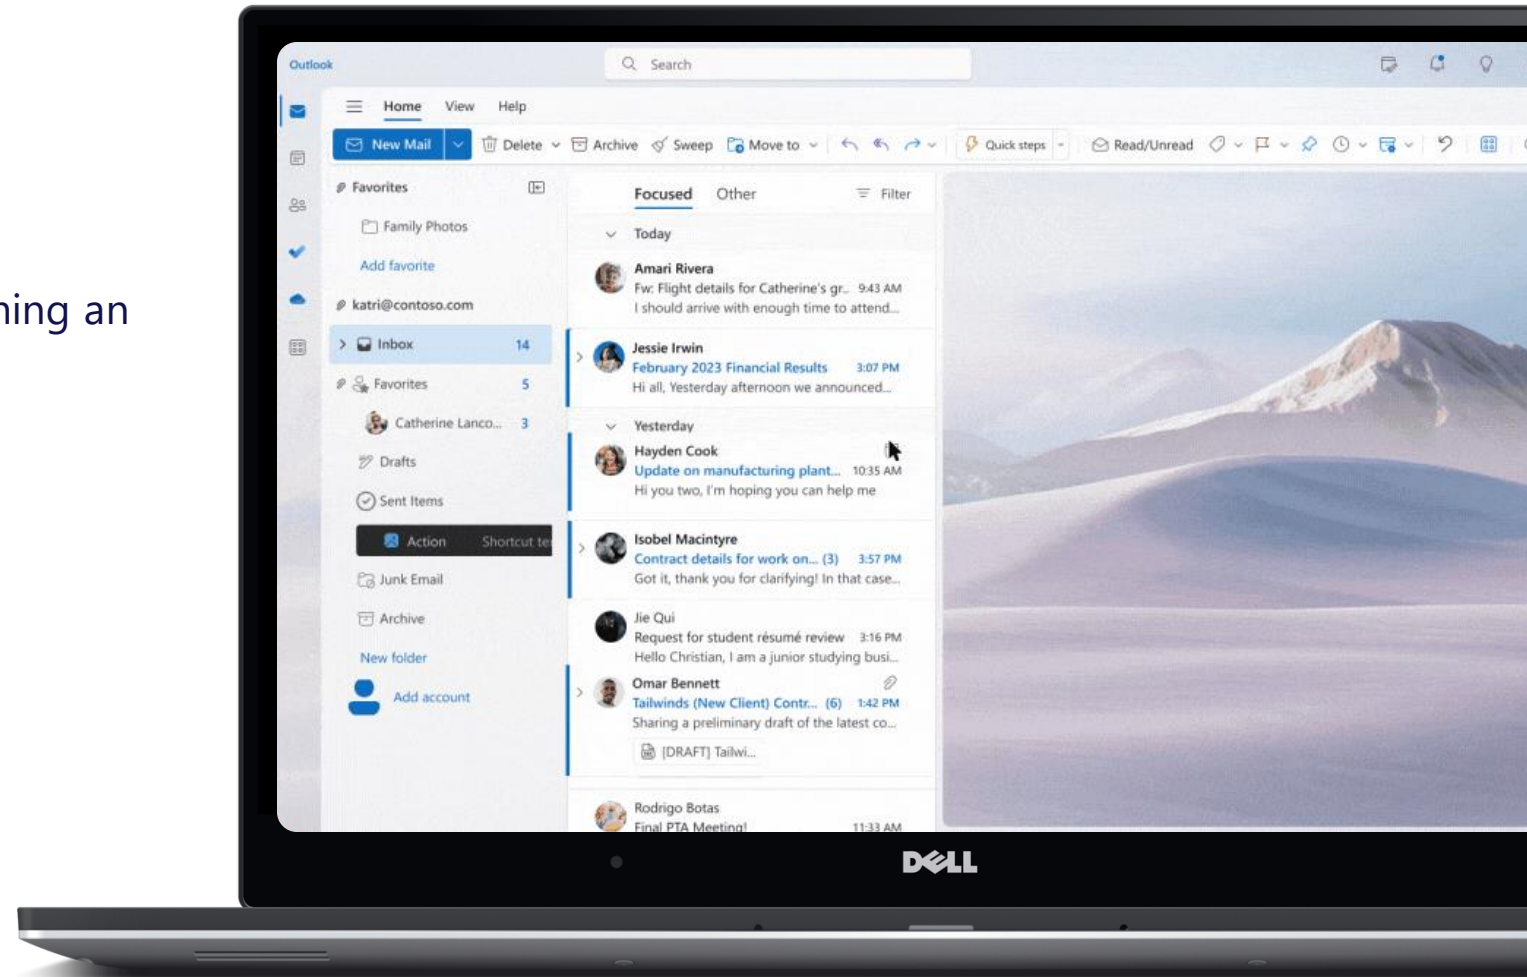 ning an
Outlook
Search
Home View Help
New Mail Delete Archive Sweep Move to Quick steps Read/Unread
Favorites
Family Photos
Add favorite
katri@contoso.com
Inbox 14
Favorites 5
Catherine Lanco... 3
Drafts
Sent Items
Action Shortcut te
Junk Email
Archive
New folder
Add account
Focused Other Filter
Today
Amari Rivera
Fw: Flight details for Catherine's gr... 9:43 AM
I should arrive with enough time to attend...
Jessie Irwin
February 2023 Financial Results 3:07 PM
Hi all, Yesterday afternoon we announced...
Yesterday
Hayden Cook
Update on manufacturing plant... 10:35 AM
Hi you two, I'm hoping you can help me
Isobel Macintyre
Contract details for work on... (3) 3:57 PM
Got it, thank you for clarifying! In that case...
Jie Qui
Request for student résumé review 3:16 PM
Hello Christian, I am a junior studying busi...
Omar Bennett
Tailwinds (New Client) Contr... (6) 1:42 PM
Sharing a preliminary draft of the latest co...
[DRAFT] Tailwi...
Rodrigo Botas
Final PTA Meeting! 11:33 AM
DELL